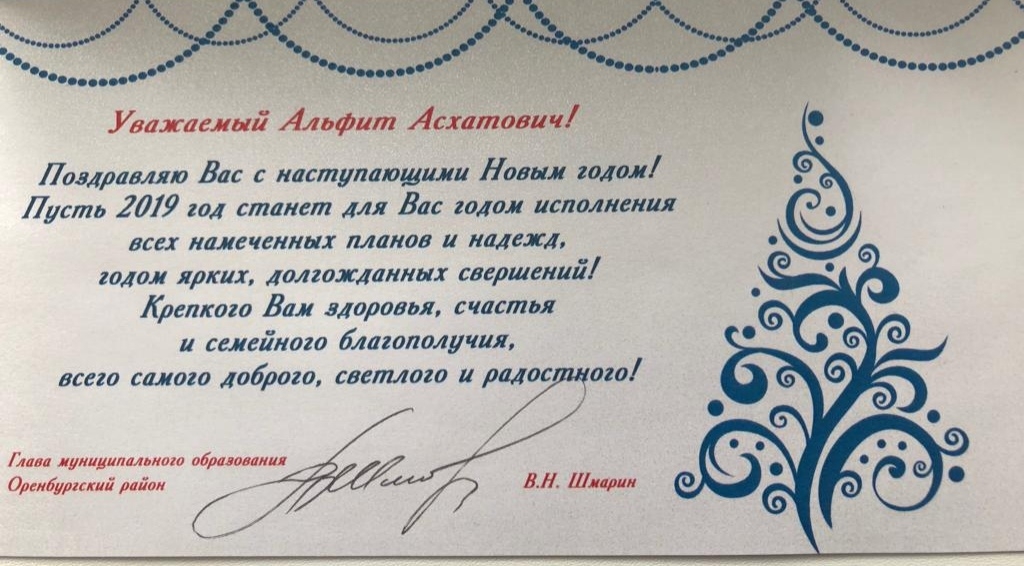 Уважаемый Альфит Асхатович!
Поздравляю Вас с наступающими Новым годом!
Пусть 2019 год станет для Вас годом исполнения
всех намеченных планов и надежд,
годом ярких, долгожданных свершений!
Крепкого Вам здоровья, счастья
и семейного благополучия,
всего самого доброго, светлого и радостного!
Глава муниципального образования
Оренбургский район
В.Н. Шмарин